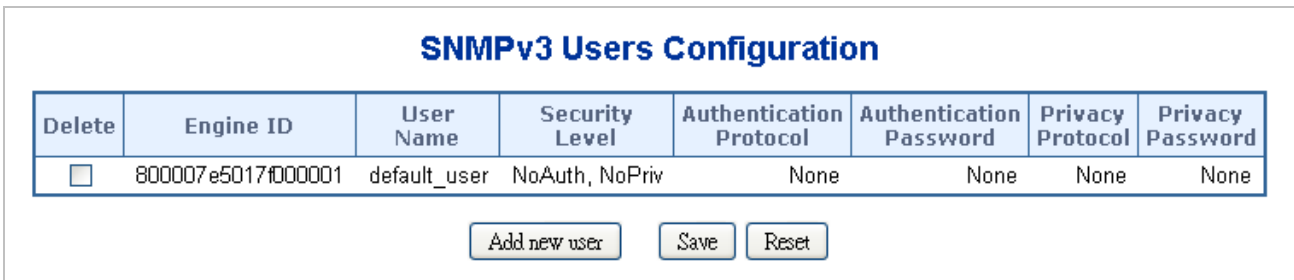 SNMPv3 Users Configuration
Delete Engine ID User Name Security Level Authentication Protocol Authentication Password Privacy Protocol Privacy Password
800007e5017f000001 default_user NoAuth, NoPriv None None None None
Add new user Save Reset